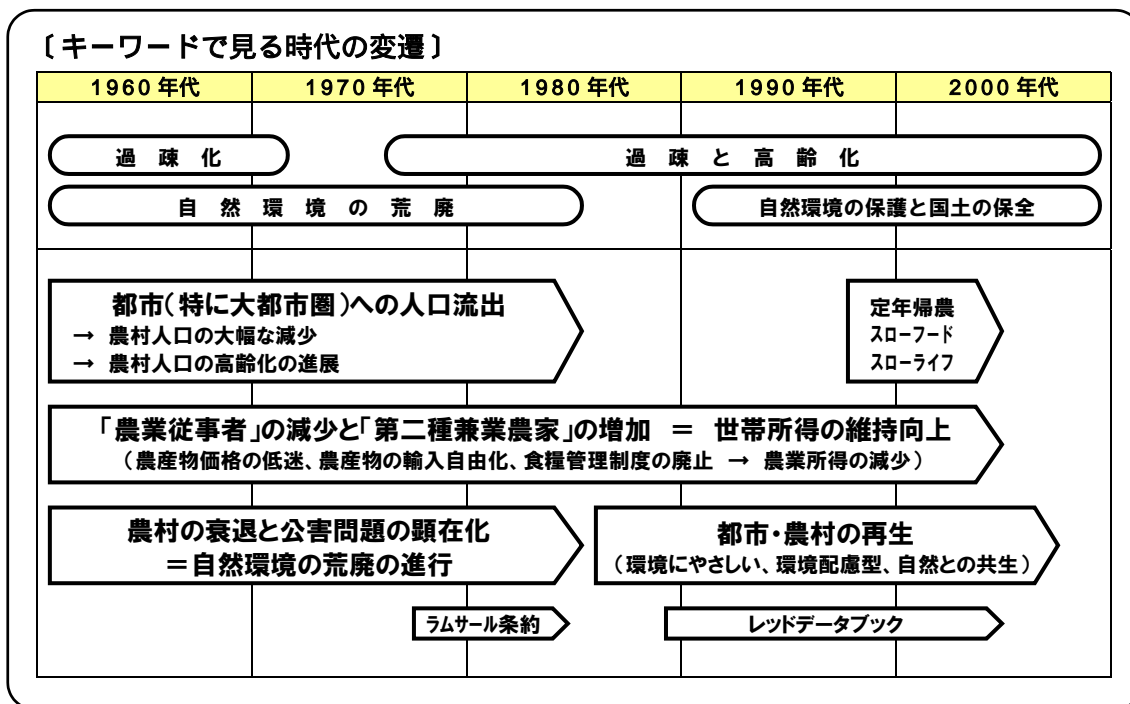 〔キーワードで見る時代の変遷〕
1960年代 1970年代 1980年代 1990年代 2000年代
過疎化 過疎と高齢化
自然環境の荒廃 自然環境の保護と国土の保全
都市(特に大都市圏)への人口流出
→ 農村人口の大幅な減少
→ 農村人口の高齢化の進展
定年帰農
スローフード
スローライフ
「農業従事者」の減少と「第二種兼業農家」の増加 = 世帯所得の維持向上
(農産物価格の低迷、農産物の輸入自由化、食糧管理制度の廃止 → 農業所得の減少)
農村の衰退と公害問題の顕在化
=自然環境の荒廃の進行
都市・農村の再生
(環境にやさしい、環境配慮型、自然との共生)
ラムサール条約 レッドデータブック